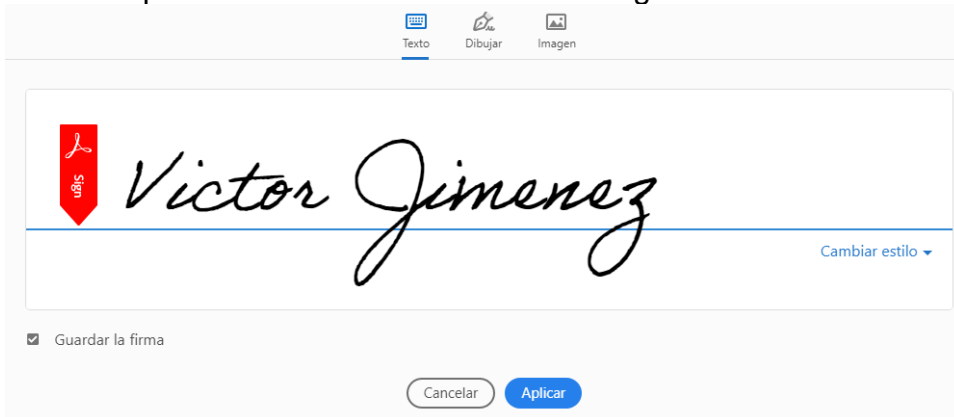 Texto Dibujar Imagen
Sign
Victor Jimenez
Cambiar estilo
Guardar la firma
Cancelar Aplicar